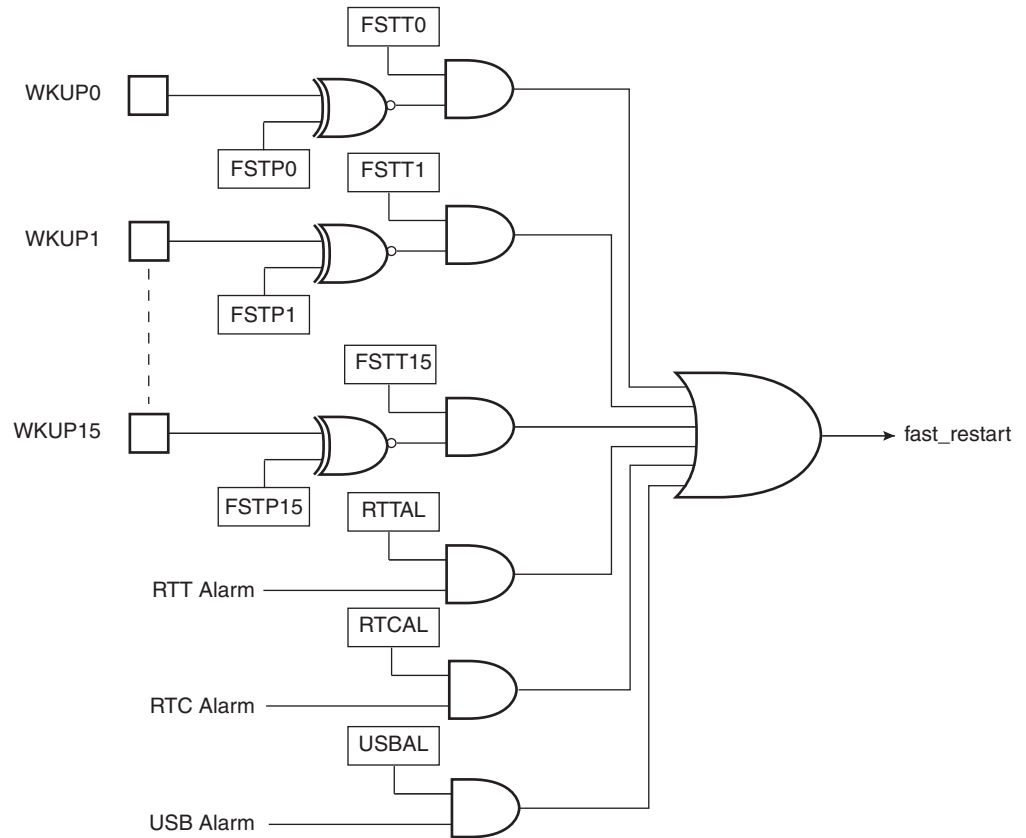 FSTT0
WKUP0
FSTP0
FSTT1
WKUP1
FSTP1
FSTT15
WKUP15
fast_restart
FSTP15
RTTAL
RTT Alarm
RTCAL
RTC Alarm
USBAL
USB Alarm